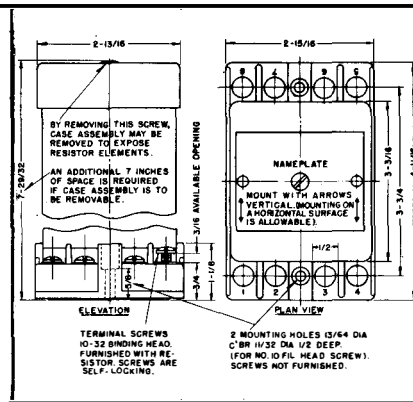 2-13/16
2-15/16
8 7 9 6
BY REMOVING THIS SCREW,
CASE ASSEMBLY MAY BE
REMOVED TO EXPOSE
RESISTOR ELEMENTS.
AN ADDITIONAL 7 INCHES
OF SPACE IS REQUIRED
IF CASE ASSEMBLY IS TO
BE REMOVABLE.
7-29/32
3/16 AVAILABLE OPENING
NAMEPLATE
MOUNT WITH ARROWS
VERTICAL. (MOUNTING ON
A HORIZONTAL SURFACE
IS ALLOWABLE).
3-3/16
3-3/4
1/2
5/8
3/4
1-1/8
1 2 3 4
ELEVATION
PLAN VIEW
TERMINAL SCREWS
10-32 BINDING HEAD.
FURNISHED WITH RE-
SISTOR. SCREWS ARE
SELF-LOCKING.
2 MOUNTING HOLES 13/64 DIA
C'BR 11/32 DIA 1/2 DEEP.
(FOR NO. 10 FIL HEAD SCREW).
SCREWS NOT FURNISHED.